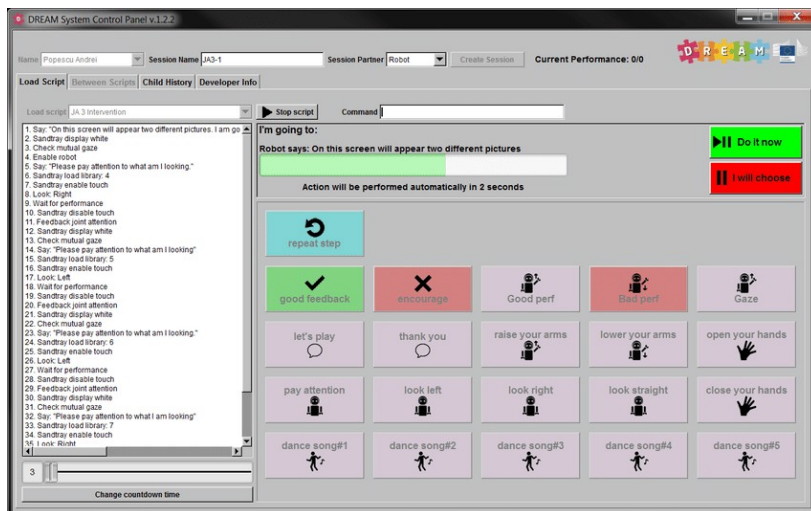 DREAM System Control Panel v.1.2.2
DREAM
Name Popescu Andrei Session Name JA3-1 Session Partner Robot Create Session Current Performance: 0/0
Load Script Between Scripts Child History Developer Info
Load script JA 3 Intervention Stop script Command
1. Say: "On this screen will appear two different pictures. I am go
2. Sandtray display white
3. Check mutual gaze
4. Enable robot
5. Say: "Please pay attention to what am I looking."
6. Sandtray load library: 4
7. Sandtray enable touch
8. Look: Right
9. Wait for performance
10. Sandtray disable touch
11. Feedback joint attention
12. Sandtray display white
13. Check mutual gaze
14. Say: "Please pay attention to what am I looking"
15. Sandtray load library: 5
16. Sandtray enable touch
17. Look: Left
18. Wait for performance
19. Sandtray disable touch
20. Feedback joint attention
21. Sandtray display white
22. Check mutual gaze
23. Say: "Please pay attention to what am I looking."
24. Sandtray load library: 6
25. Sandtray enable touch
26. Look: Left
27. Wait for performance
28. Sandtray disable touch
29. Feedback joint attention
30. Sandtray display white
31. Check mutual gaze
32. Say: "Please pay attention to what I am looking"
33. Sandtray load library: 7
34. Sandtray enable touch
35. Look: Right
3
Change countdown time
I'm going to:
Robot says: On this screen will appear two different pictures
Action will be performed automatically in 2 seconds
Do it now
I will choose
repeat step
good feedback encourage Good perf Bad perf Gaze
let's play thank you raise your arms lower your arms open your hands
pay attention look left look right look straight close your hands
dance song#1 dance song#2 dance song#3 dance song#4 dance song#5